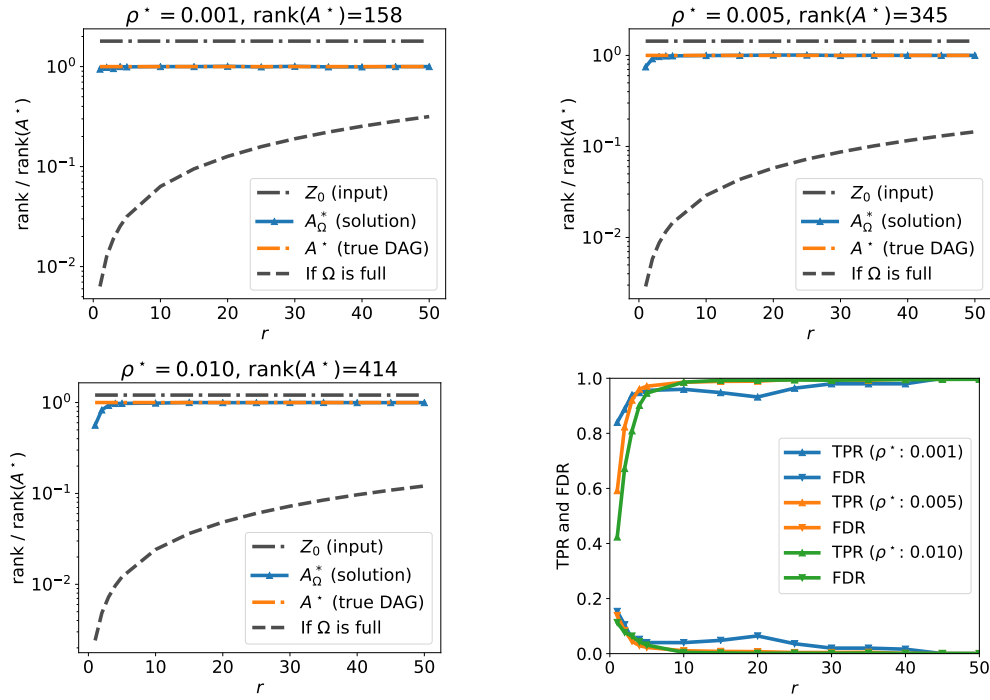 ρ⋆ = 0.001, rank(A⋆)=158
rank / rank(A⋆)
10⁰
10⁻¹
10⁻²
Z₀ (input)
A*_Ω (solution)
A⋆ (true DAG)
If Ω is full
0 10 20 30 40 50
r
ρ⋆ = 0.005, rank(A⋆)=345
rank / rank(A⋆)
10⁰
10⁻¹
10⁻²
Z₀ (input)
A*_Ω (solution)
A⋆ (true DAG)
If Ω is full
0 10 20 30 40 50
r
ρ⋆ = 0.010, rank(A⋆)=414
rank / rank(A⋆)
10⁰
10⁻¹
10⁻²
Z₀ (input)
A*_Ω (solution)
A⋆ (true DAG)
If Ω is full
0 10 20 30 40 50
r
TPR and FDR
1.0
0.8
0.6
0.4
0.2
0.0
TPR (ρ⋆: 0.001)
FDR
TPR (ρ⋆: 0.005)
FDR
TPR (ρ⋆: 0.010)
FDR
0 10 20 30 40 50
r